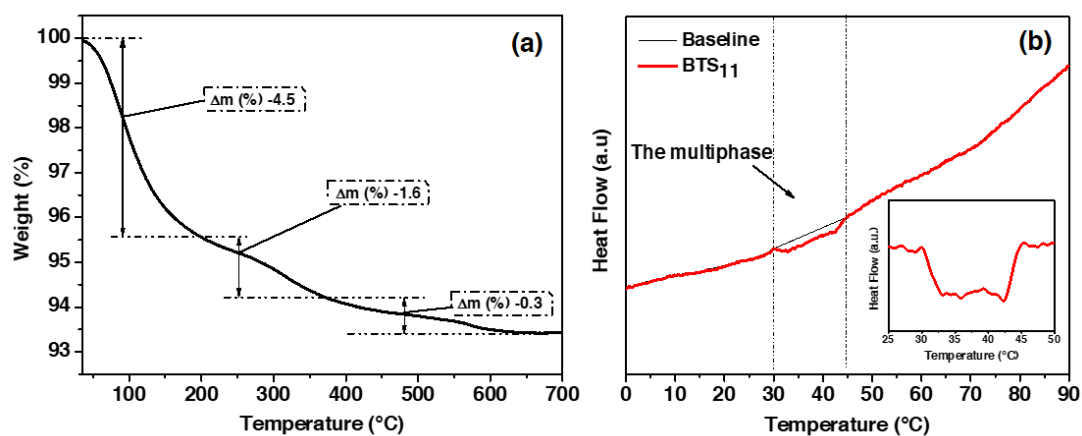 (a)
100
99
98
97
96
95
94
93
Weight (%)
Δm (%) -4.5
Δm (%) -1.6
Δm (%) -0.3
100 200 300 400 500 600 700
Temperature (°C)
(b)
Baseline
BTS11
The multiphase
Heat Flow (a.u)
0 10 20 30 40 50 60 70 80 90
Temperature (°C)
Heat Flow (a.u.)
25 30 35 40 45 50
Temperature (°C)